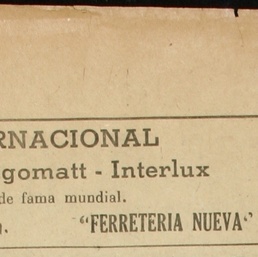 RNACIONAL
gomatt - Interlux
de fama mundial.
). "FERRETERIA NUEVA"